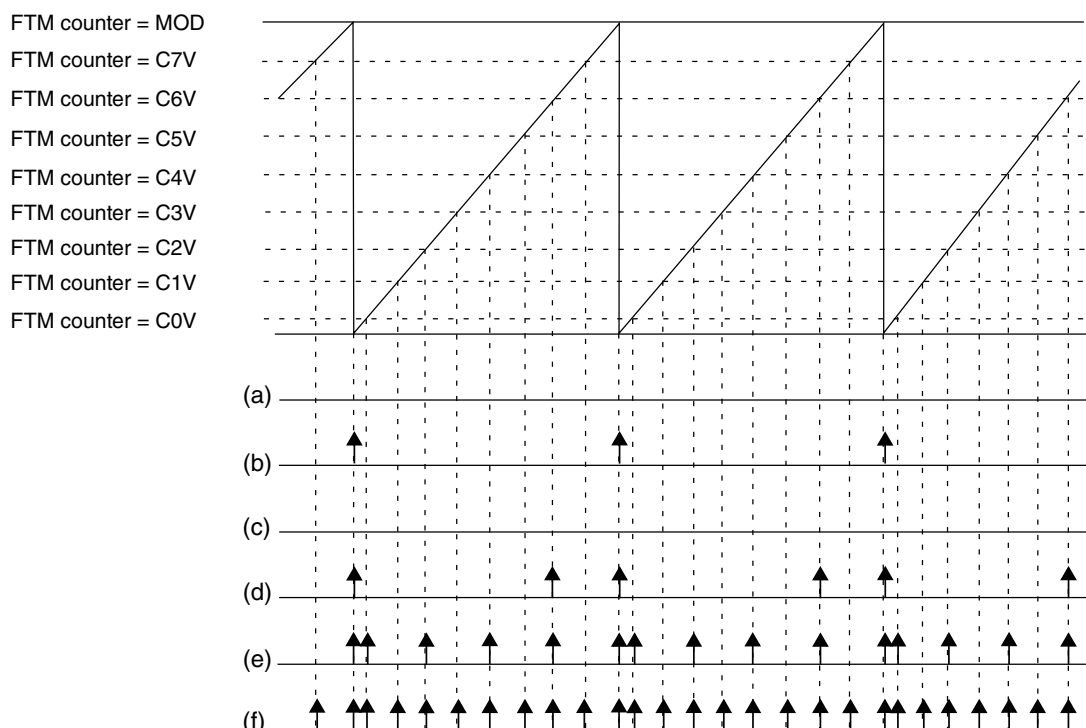 FTM counter = MOD
FTM counter = C7V
FTM counter = C6V
FTM counter = C5V
FTM counter = C4V
FTM counter = C3V
FTM counter = C2V
FTM counter = C1V
FTM counter = C0V
(a)
(b)
(c)
(d)
(e)
(f)